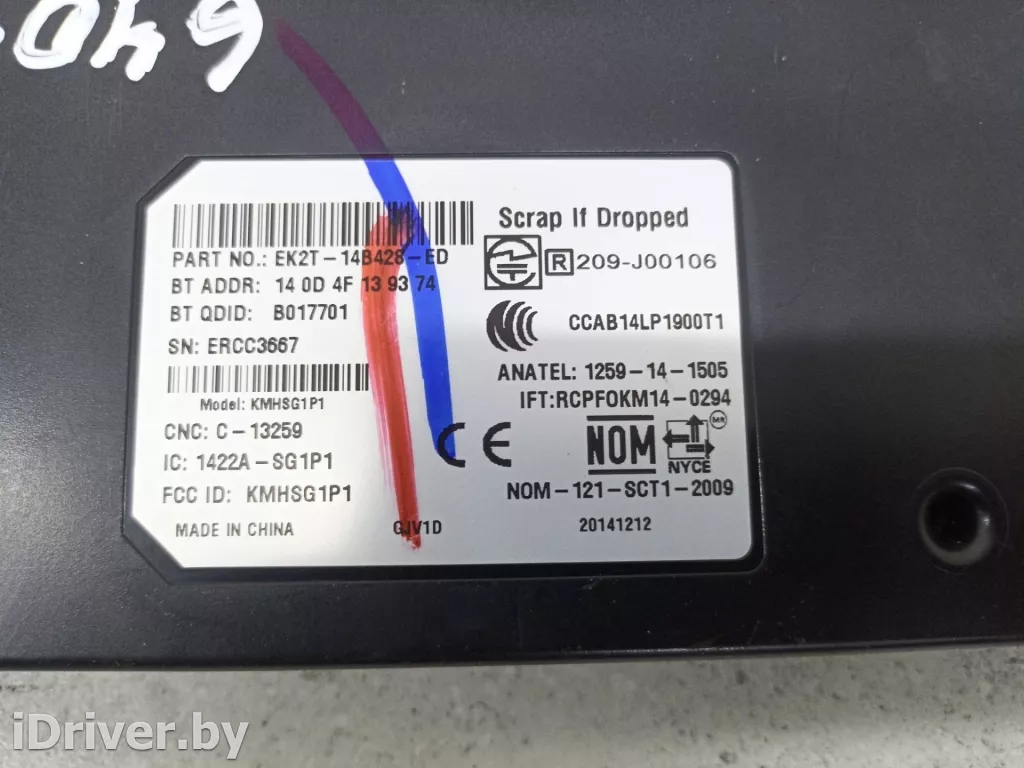 Scrap If Dropped
PART NO.: EK2T-14B428-ED
R 209-J00106
BT ADDR: 14 0D 4F 13 93 74
BT QDID: B017701
CCAB14LP1900T1
SN: ERCC3667
ANATEL: 1259-14-1505
Model: KMHSG1P1
IFT:RCPFOKM14-0294
CNC: C-13259
CE
NOM
NYCE
IC: 1422A-SG1P1
FCC ID: KMHSG1P1
NOM-121-SCT1-2009
MADE IN CHINA
GJV1D
20141212
iDriver.by